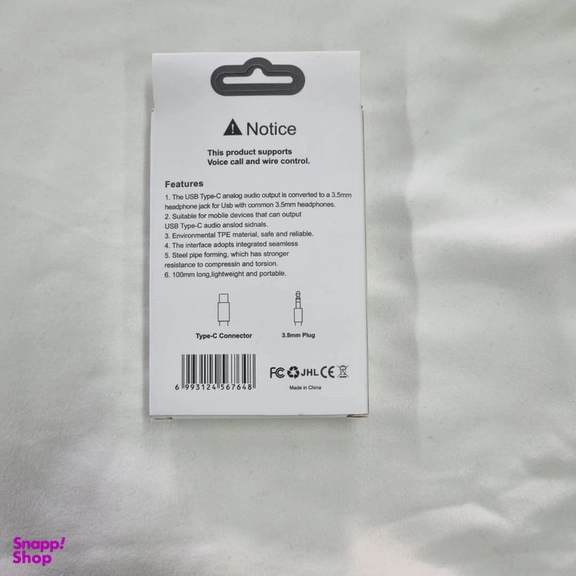 Notice
This product supports
Voice call and wire control.
Features
1. The USB Type-C analog audio output is converted to a 3.5mm
headphone jack for Usb with common 3.5mm headphones.
2. Suitable for mobile devices that can output
USB Type-C audio anslod sidnals.
3. Environmental TPE material, safe and reliable.
4. The interface adopts integrated seamless
5. Steel pipe forming, which has stronger
resistance to compressin and torsion.
6. 100mm long,lightweight and portable.
Type-C Connector
3.5mm Plug
FC JHL CE
6 993124 567648
Made in China
Snapp!
Shop